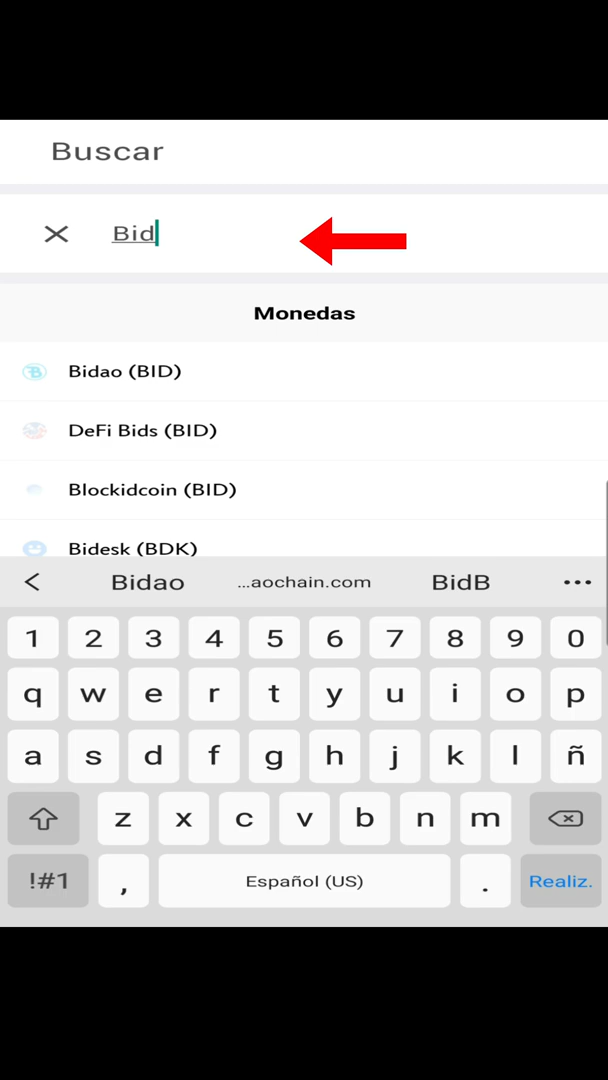 Buscar
Bid
Monedas
Bidao (BID)
DeFi Bids (BID)
Blockidcoin (BID)
Bidesk (BDK)
Bidao ...aochain.com BidB ...
1 2 3 4 5 6 7 8 9 0
q w e r t y u i o p
a s d f g h j k l ñ
z x c v b n m
!#1 , Español (US) . Realiz.